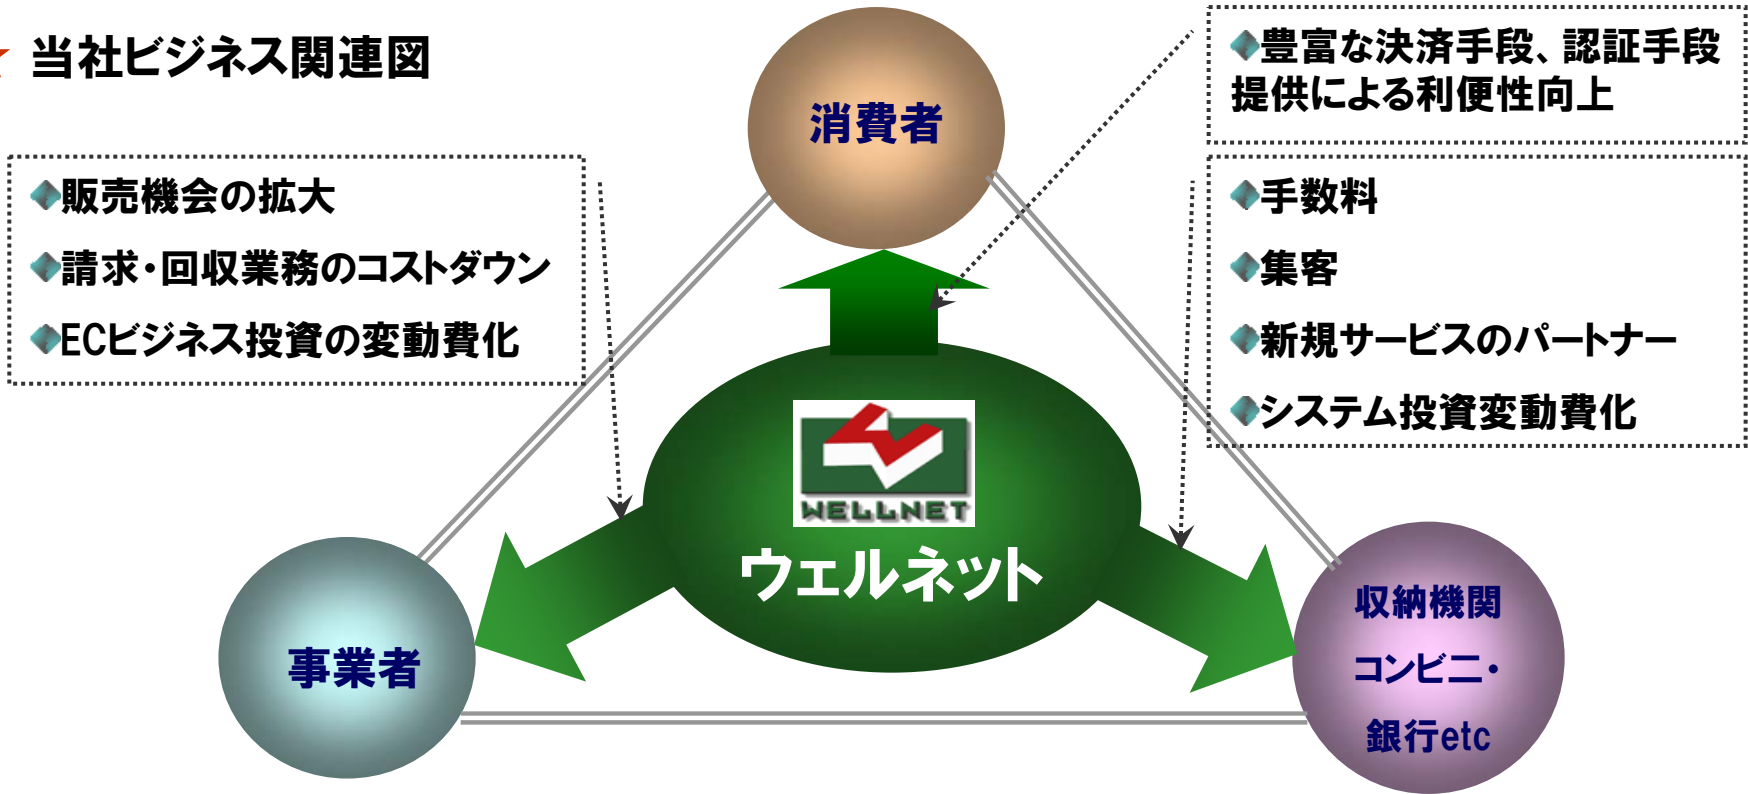 当社ビジネス関連図
消費者
◆豊富な決済手段、認証手段
提供による利便性向上
◆販売機会の拡大
◆請求・回収業務のコストダウン
◆ECビジネス投資の変動費化
◆手数料
◆集客
◆新規サービスのパートナー
◆システム投資変動費化
WELLNET
ウェルネット
事業者
収納機関
コンビニ・
銀行etc